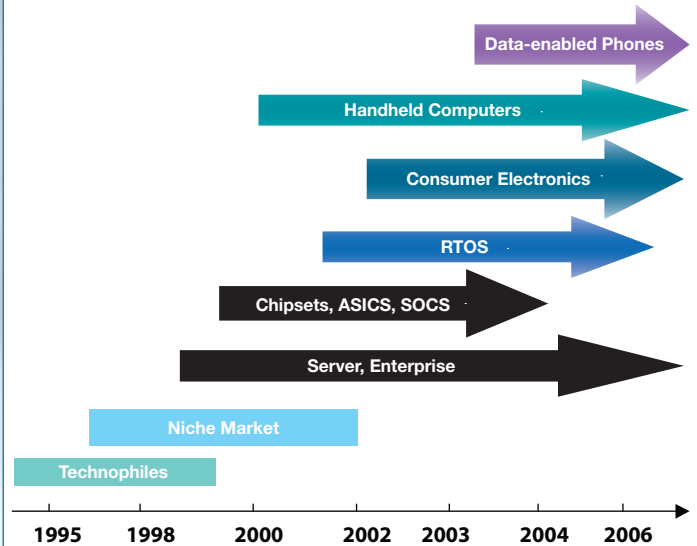 Data-enabled Phones
Handheld Computers
Consumer Electronics
RTOS
Chipsets, ASICS, SOCS
Server, Enterprise
Niche Market
Technophiles
1995 1998 2000 2002 2003 2004 2006